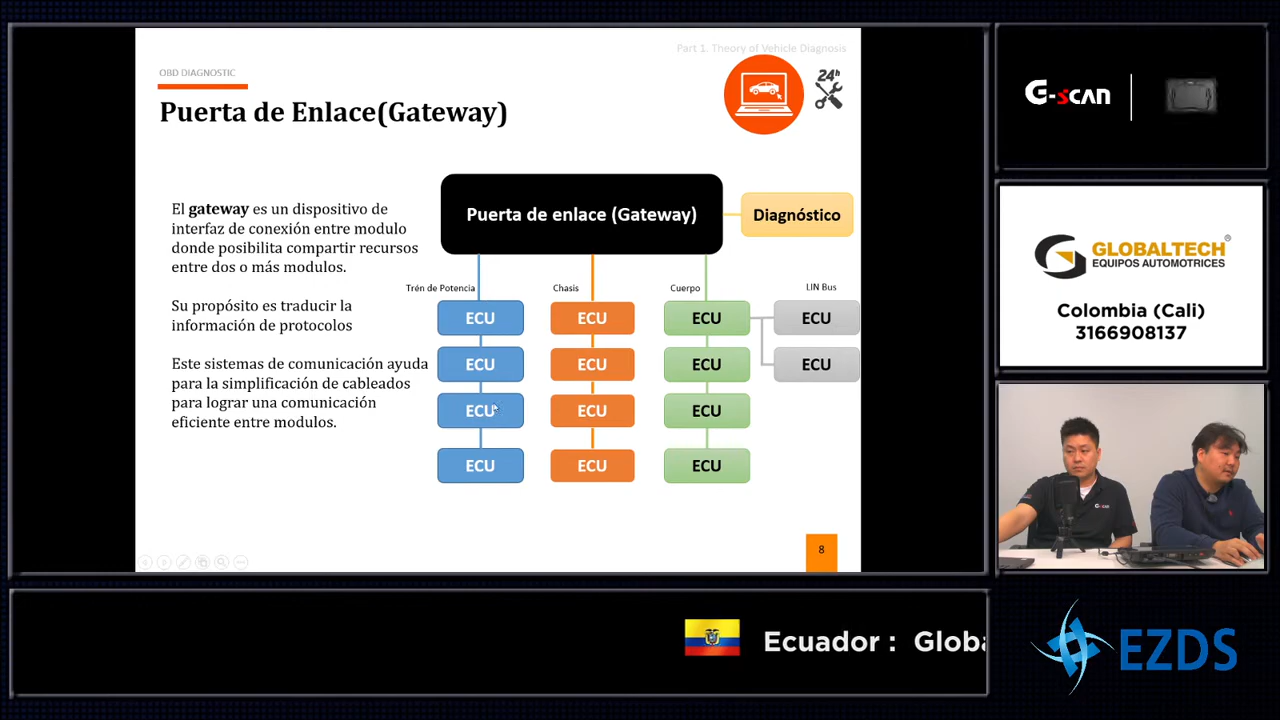 Part 1. Theory of Vehicle Diagnosis
OBD DIAGNOSTIC
Puerta de Enlace(Gateway)
24h
El gateway es un dispositivo de
interfaz de conexión entre modulo
donde posibilita compartir recursos
entre dos o más modulos.
Su propósito es traducir la
información de protocolos
Este sistemas de comunicación ayuda
para la simplificación de cableados
para lograr una comunicación
eficiente entre modulos.
Puerta de enlace (Gateway)
Diagnóstico
Trén de Potencia
Chasis
Cuerpo
LIN Bus
ECU ECU ECU ECU
ECU ECU ECU ECU
ECU ECU ECU
ECU ECU ECU
8
G-SCAN
GLOBALTECH
EQUIPOS AUTOMOTRICES
Colombia (Cali)
3166908137
Ecuador : Globa
EZDS